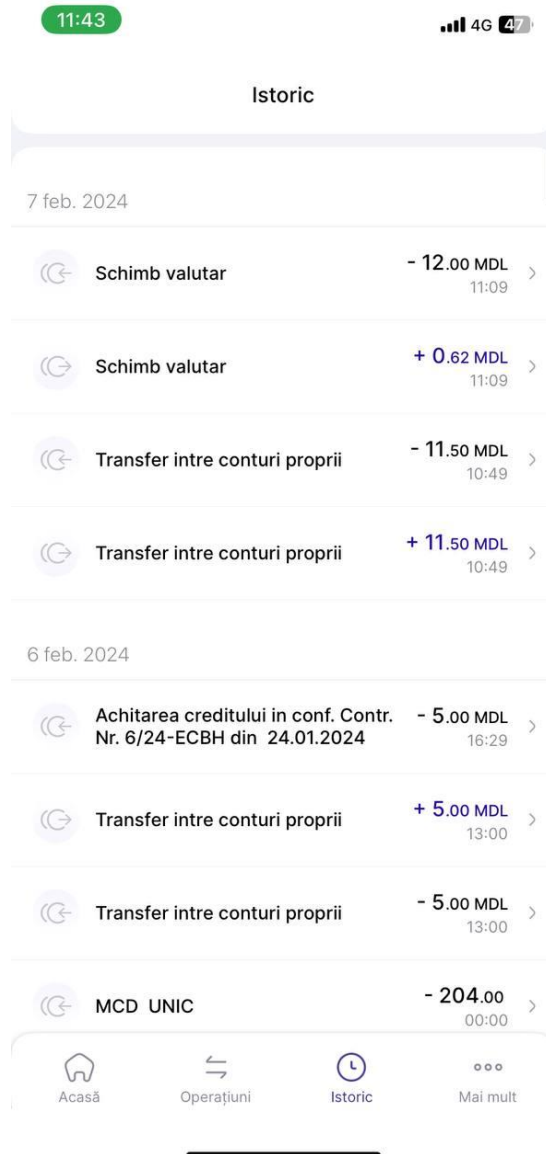 11:43
4G 47
Istoric
7 feb. 2024
Schimb valutar
- 12.00 MDL
11:09
Schimb valutar
+ 0.62 MDL
11:09
Transfer intre conturi proprii
- 11.50 MDL
10:49
Transfer intre conturi proprii
+ 11.50 MDL
10:49
6 feb. 2024
Achitarea creditului in conf. Contr.
Nr. 6/24-ECBH din 24.01.2024
- 5.00 MDL
16:29
Transfer intre conturi proprii
+ 5.00 MDL
13:00
Transfer intre conturi proprii
- 5.00 MDL
13:00
MCD UNIC
- 204.00
00:00
Acasă
Operațiuni
Istoric
Mai mult